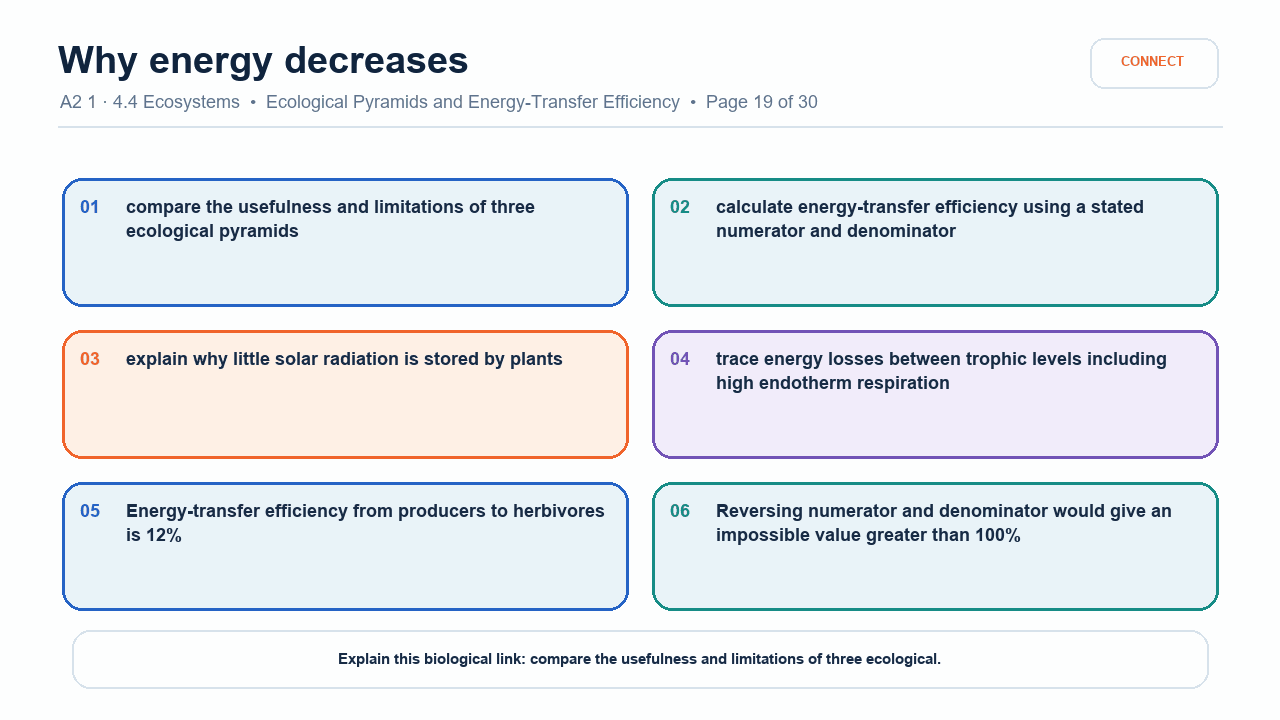 Why energy decreases
CONNECT
A2 1 · 4.4 Ecosystems • Ecological Pyramids and Energy-Transfer Efficiency • Page 19 of 30
01 compare the usefulness and limitations of three
ecological pyramids
02 calculate energy-transfer efficiency using a stated
numerator and denominator
03 explain why little solar radiation is stored by plants
04 trace energy losses between trophic levels including
high endotherm respiration
05 Energy-transfer efficiency from producers to herbivores
is 12%
06 Reversing numerator and denominator would give an
impossible value greater than 100%
Explain this biological link: compare the usefulness and limitations of three ecological.